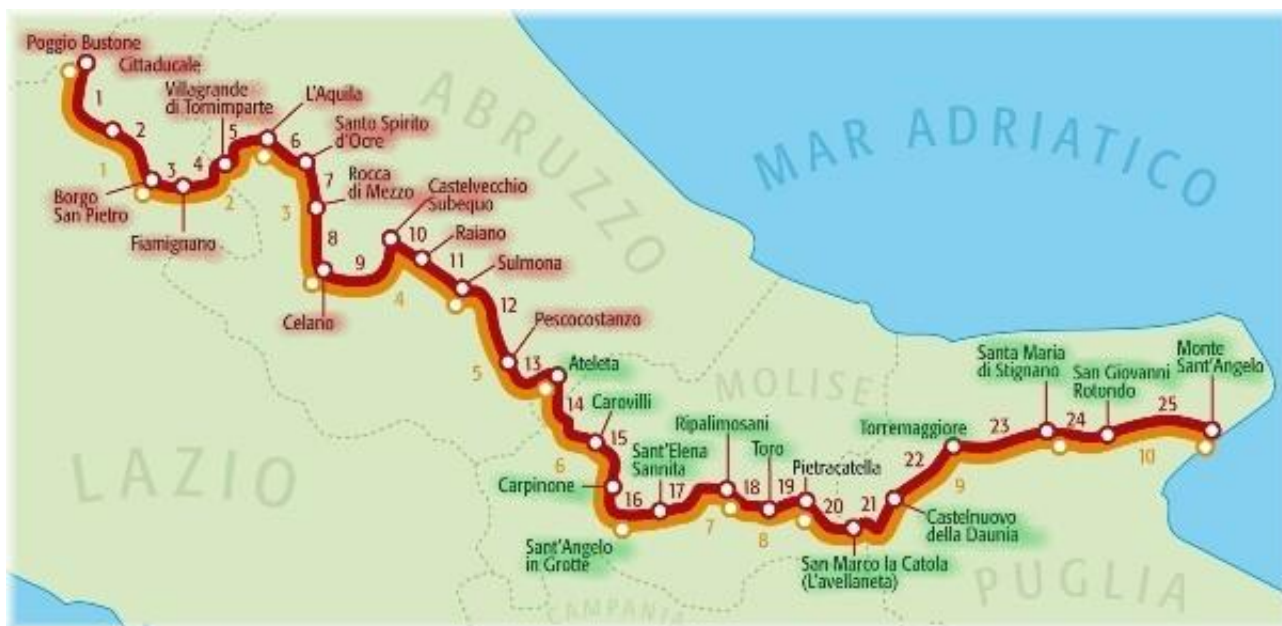 Poggio Bustone
Cittaducale
Villagrande
di Tornimparte
L'Aquila
Santo Spirito
d'Ocre
Rocca
di Mezzo
Castelvecchio
Subequo
Raiano
Sulmona
Borgo
San Pietro
Fiamignano
Celano
Pescocostanzo
Ateleta
Carovilli
Sant'Elena
Sannita
Carpinone
Sant'Angelo
in Grotte
Ripalimosani
Toro
Pietracatella
San Marco la Catola
(L'avellaneta)
Castelnuovo
della Daunia
Torremaggiore
Santa Maria
di Stignano
San Giovanni
Rotondo
Monte
Sant'Angelo
1
2
3
4
5
6
7
8
9
10
11
12
13
14
15
16
17
18
19
20
21
22
23
24
25
1
2
3
4
5
6
7
8
9
10
ABRUZZO
MAR ADRIATICO
LAZIO
MOLISE
CAMPANIA
PUGLIA